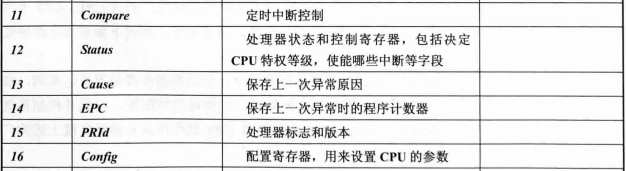 11 Compare 定时中断控制
12 Status 处理器状态和控制寄存器，包括决定
CPU 特权等级，使能哪些中断等字段
13 Cause 保存上一次异常原因
14 EPC 保存上一次异常时的程序计数器
15 PRId 处理器标志和版本
16 Config 配置寄存器，用来设置 CPU 的参数